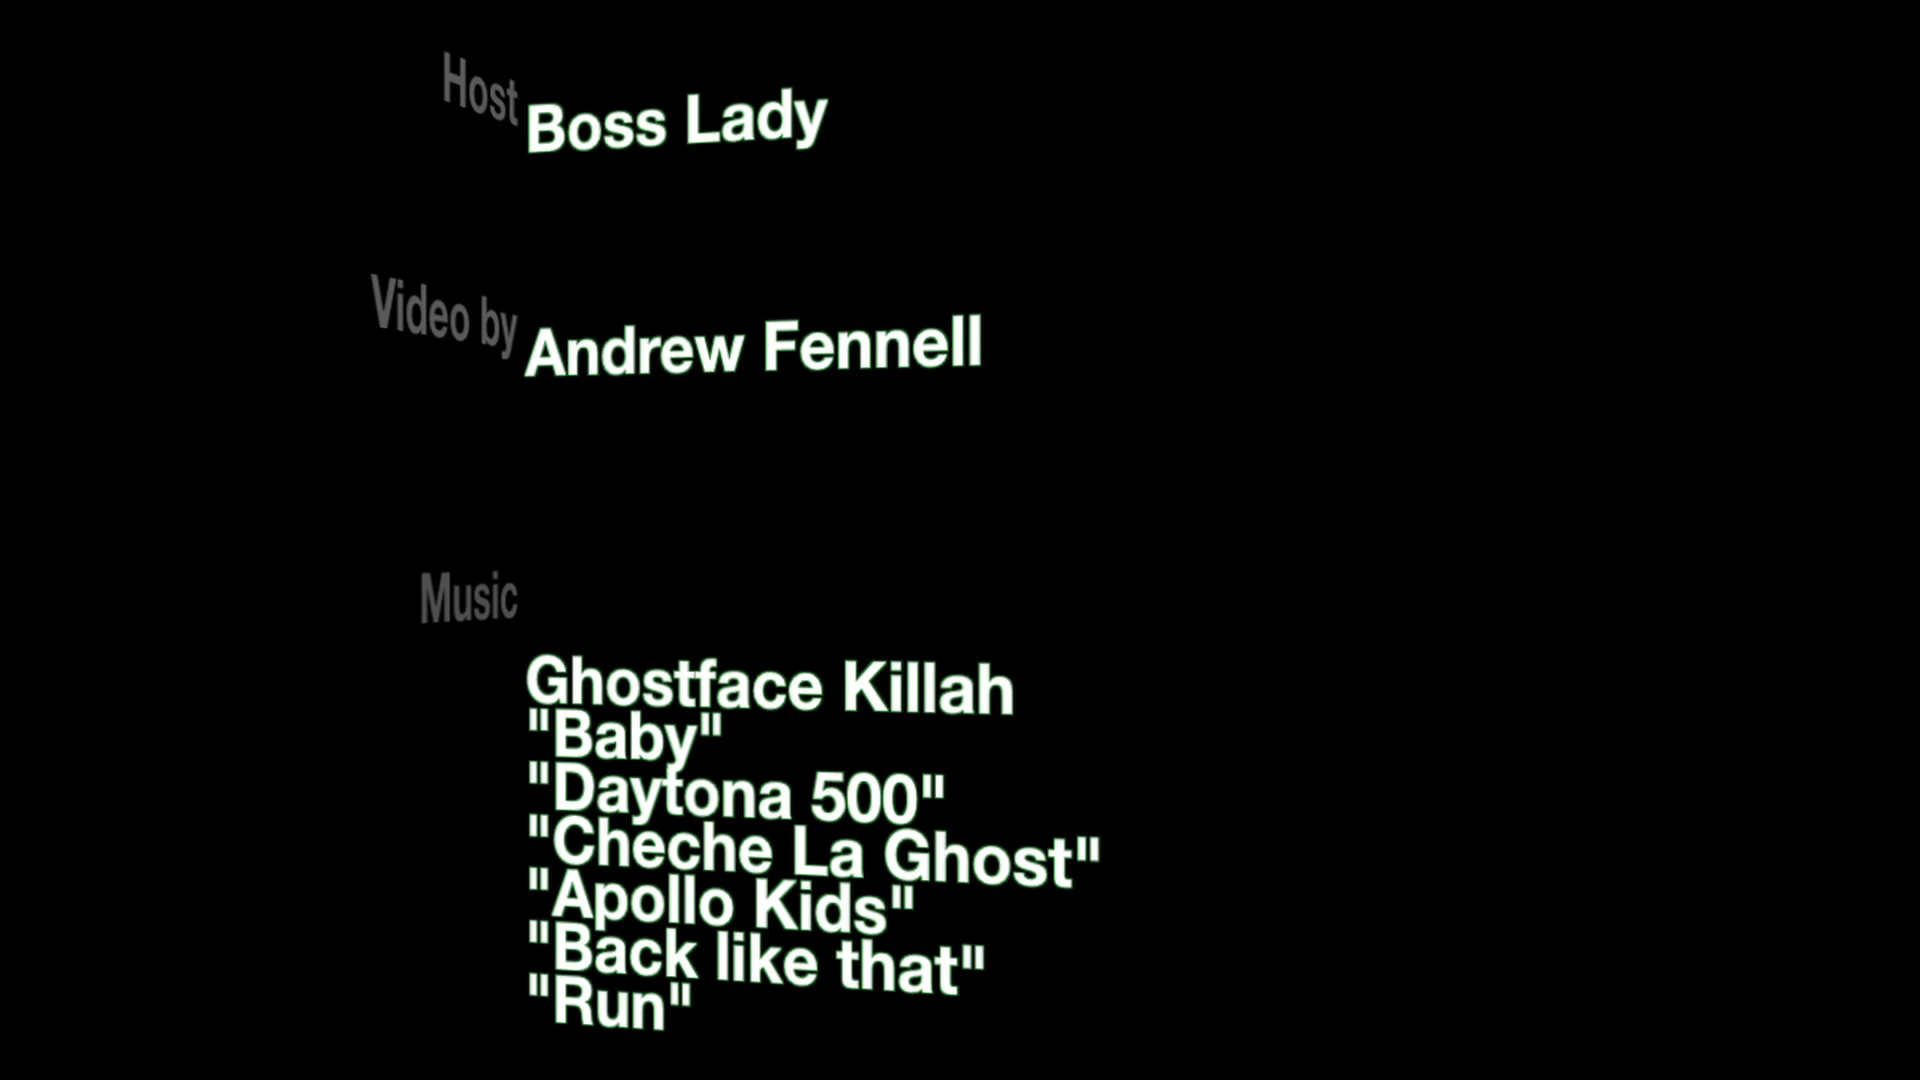 Host
Boss Lady
Video by
Andrew Fennell
Music
Ghostface Killah
"Baby"
"Daytona 500"
"Cheche La Ghost"
"Apollo Kids"
"Back like that"
"Run"